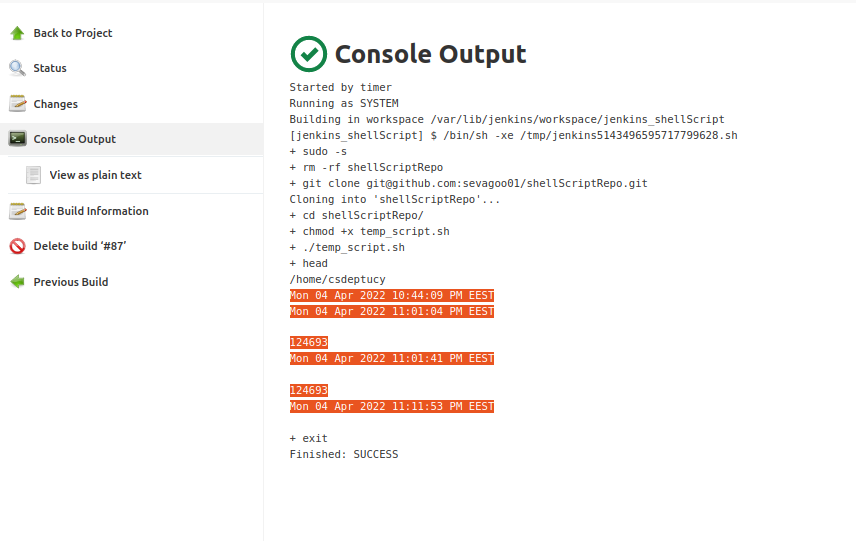 Back to Project
Status
Changes
Console Output
View as plain text
Edit Build Information
Delete build ‘#87’
Previous Build
Console Output
Started by timer
Running as SYSTEM
Building in workspace /var/lib/jenkins/workspace/jenkins_shellScript
[jenkins_shellScript] $ /bin/sh -xe /tmp/jenkins5143496595717799628.sh
+ sudo -s
+ rm -rf shellScriptRepo
+ git clone git@github.com:sevagoo01/shellScriptRepo.git
Cloning into 'shellScriptRepo'...
+ cd shellScriptRepo/
+ chmod +x temp_script.sh
+ ./temp_script.sh
+ head
/home/csdeptucy
Mon 04 Apr 2022 10:44:09 PM EEST
Mon 04 Apr 2022 11:01:04 PM EEST
124693
Mon 04 Apr 2022 11:01:41 PM EEST
124693
Mon 04 Apr 2022 11:11:53 PM EEST
+ exit
Finished: SUCCESS